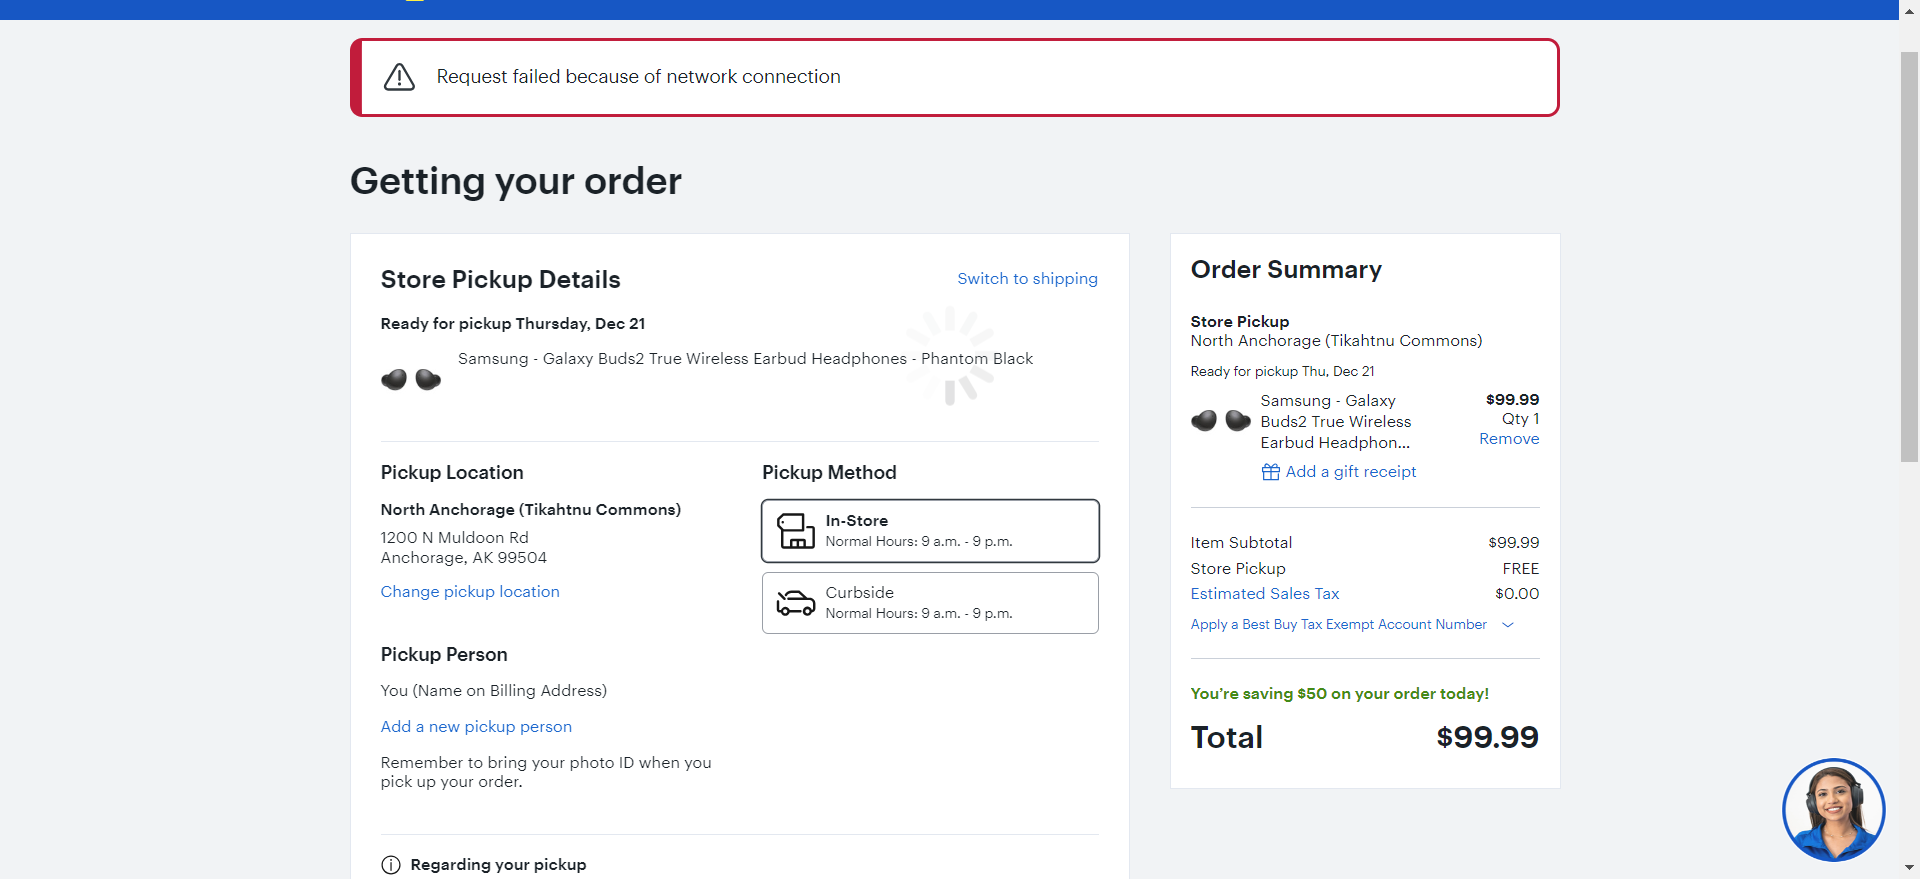 Request failed because of network connection
Getting your order
Store Pickup Details
Switch to shipping
Ready for pickup Thursday, Dec 21
Samsung - Galaxy Buds2 True Wireless Earbud Headphones - Phantom Black
Pickup Location
North Anchorage (Tikahtnu Commons)
1200 N Muldoon Rd
Anchorage, AK 99504
Change pickup location
Pickup Method
In-Store
Normal Hours: 9 a.m. - 9 p.m.
Curbside
Normal Hours: 9 a.m. - 9 p.m.
Pickup Person
You (Name on Billing Address)
Add a new pickup person
Remember to bring your photo ID when you
pick up your order.
Regarding your pickup
Order Summary
Store Pickup
North Anchorage (Tikahtnu Commons)
Ready for pickup Thu, Dec 21
Samsung - Galaxy
Buds2 True Wireless
Earbud Headphon...
$99.99
Qty 1
Remove
Add a gift receipt
Item Subtotal $99.99
Store Pickup FREE
Estimated Sales Tax $0.00
Apply a Best Buy Tax Exempt Account Number
You're saving $50 on your order today!
Total $99.99